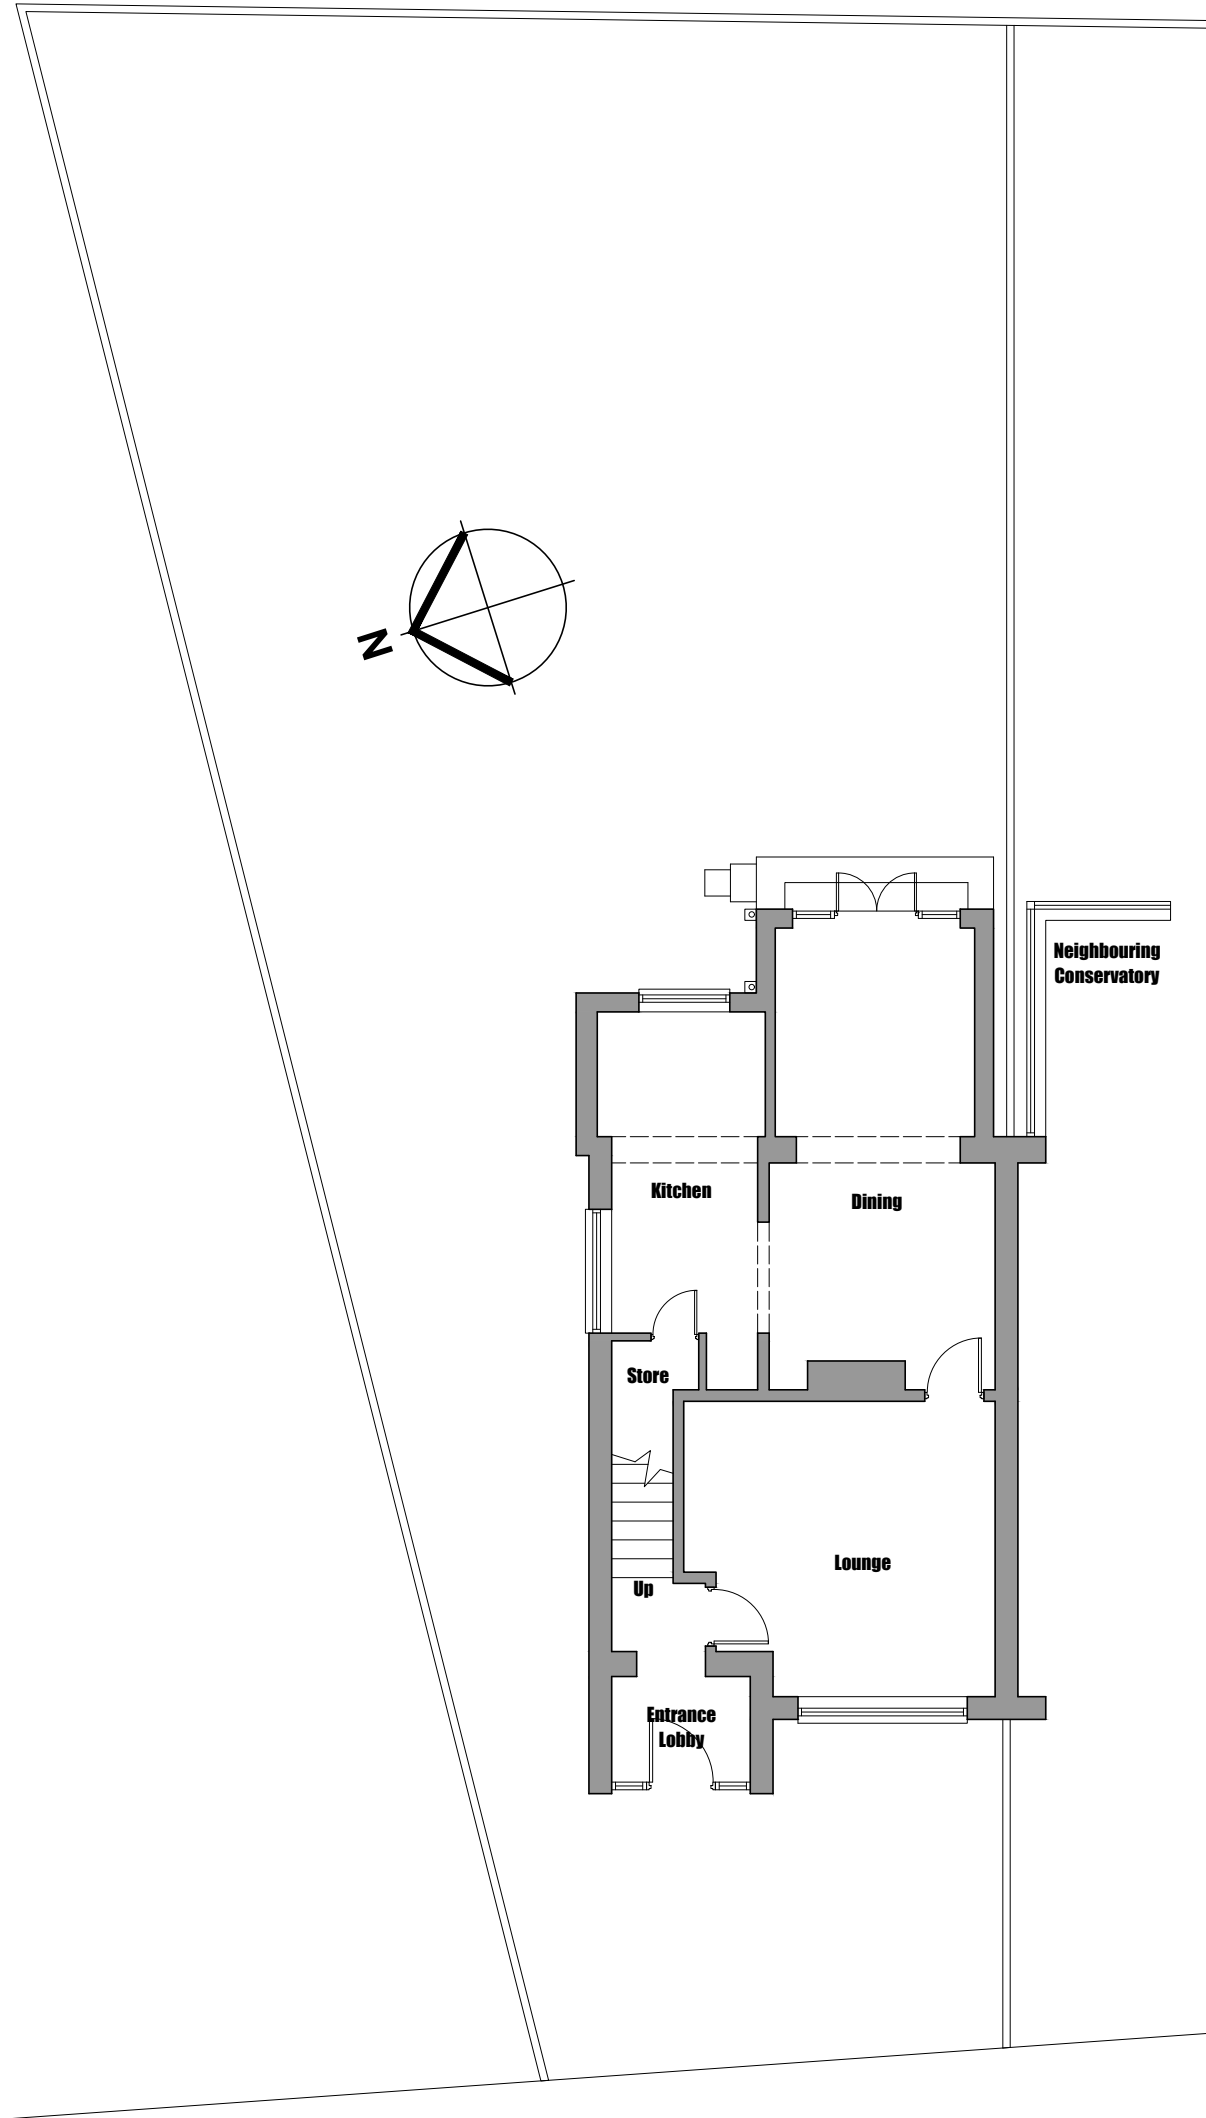 N
Neighbouring
Conservatory
Kitchen
Dining
Store
Lounge
Up
Entrance
Lobby